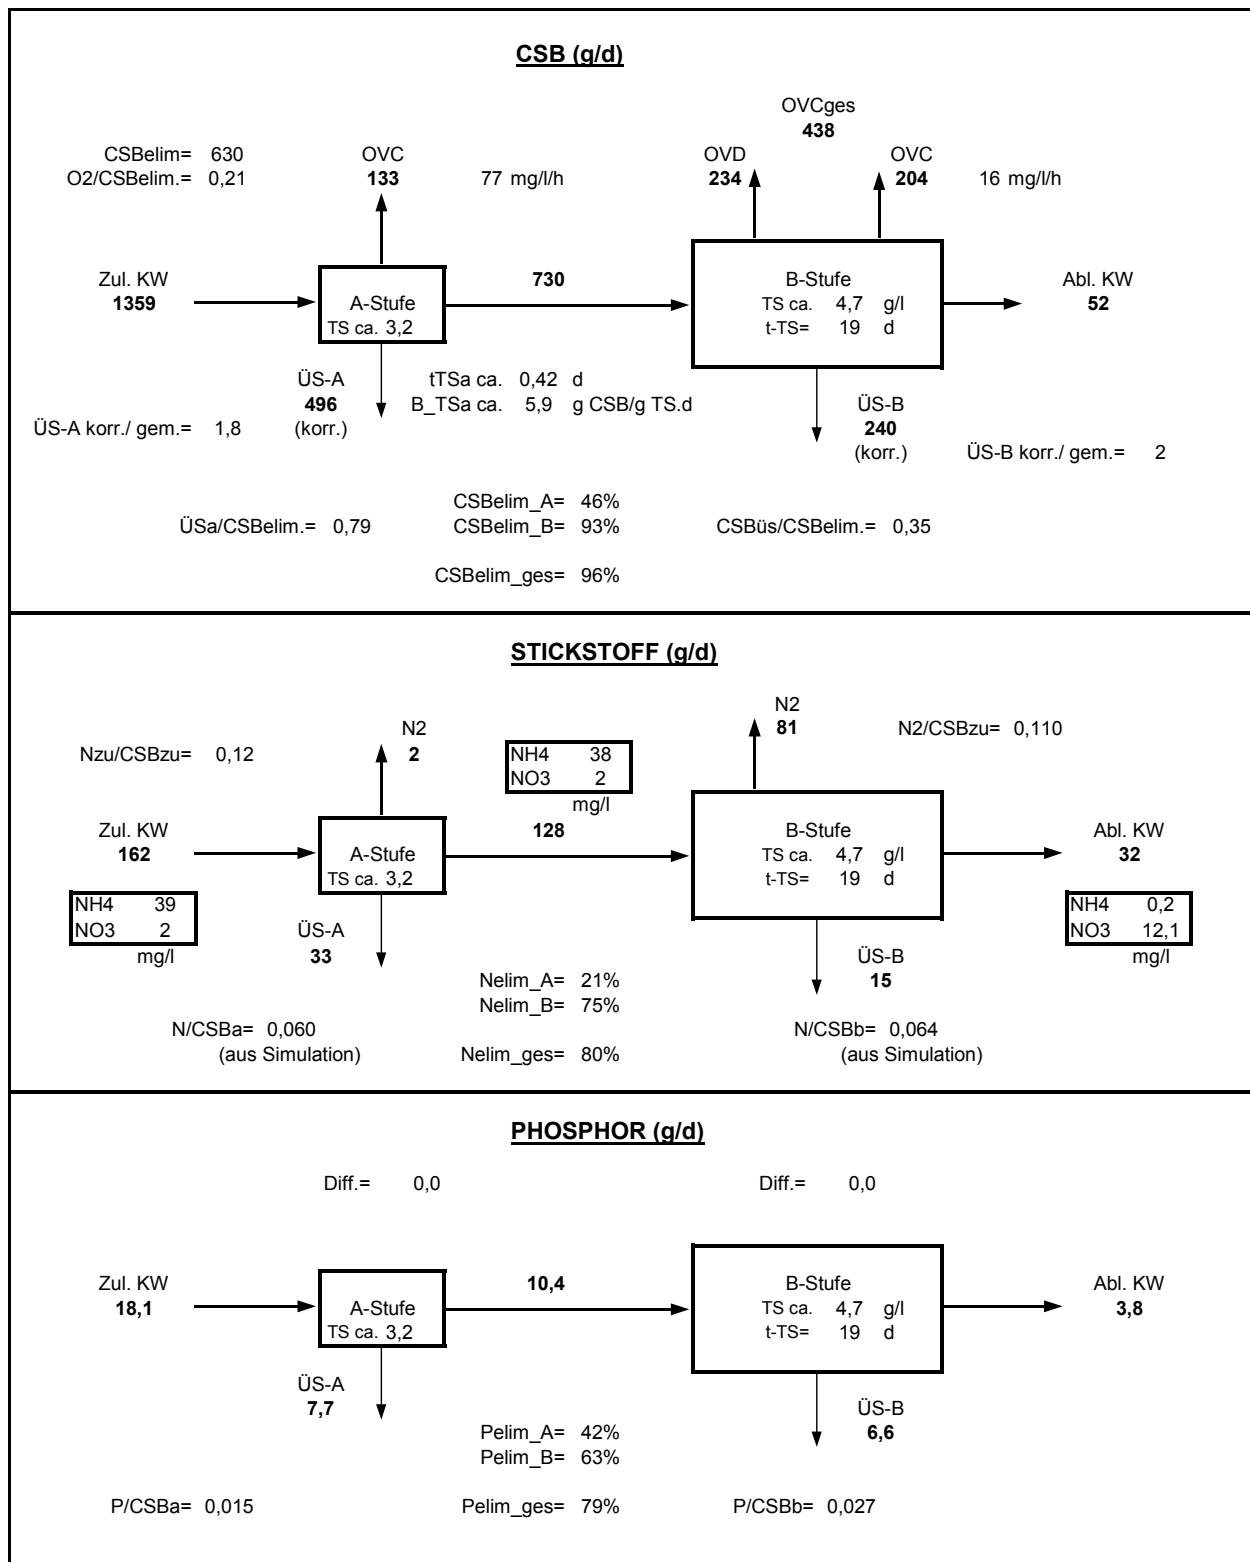 CSB (g/d)
OVCges
438
CSBelim= 630 OVC OVD OVC
O2/CSBelim.= 0,21 133 77 mg/l/h 234 204 16 mg/l/h
Zul. KW 730 B-Stufe Abl. KW
1359 A-Stufe TS ca. 4,7 g/l 52
TS ca. 3,2 t-TS= 19 d
ÜS-A tTSa ca. 0,42 d
496 B_TSa ca. 5,9 g CSB/g TS.d ÜS-B
ÜS-A korr./ gem.= 1,8 (korr.) 240
(korr.) ÜS-B korr./ gem.= 2
CSBelim_A= 46%
ÜSa/CSBelim.= 0,79 CSBelim_B= 93% CSBüs/CSBelim.= 0,35
CSBelim_ges= 96%
STICKSTOFF (g/d)
N2
N2 81 N2/CSBzu= 0,110
Nzu/CSBzu= 0,12 2 NH4 38
NO3 2
mg/l
Zul. KW 128 B-Stufe Abl. KW
162 A-Stufe TS ca. 4,7 g/l 32
TS ca. 3,2 t-TS= 19 d
NH4 39 NH4 0,2
NO3 2 ÜS-A NO3 12,1
mg/l 33 ÜS-B mg/l
Nelim_A= 21% 15
Nelim_B= 75%
N/CSBa= 0,060 N/CSBb= 0,064
(aus Simulation) Nelim_ges= 80% (aus Simulation)
PHOSPHOR (g/d)
Diff.= 0,0 Diff.= 0,0
Zul. KW 10,4 B-Stufe Abl. KW
18,1 A-Stufe TS ca. 4,7 g/l 3,8
TS ca. 3,2 t-TS= 19 d
ÜS-A
7,7 ÜS-B
Pelim_A= 42% 6,6
Pelim_B= 63%
P/CSBa= 0,015 Pelim_ges= 79% P/CSBb= 0,027